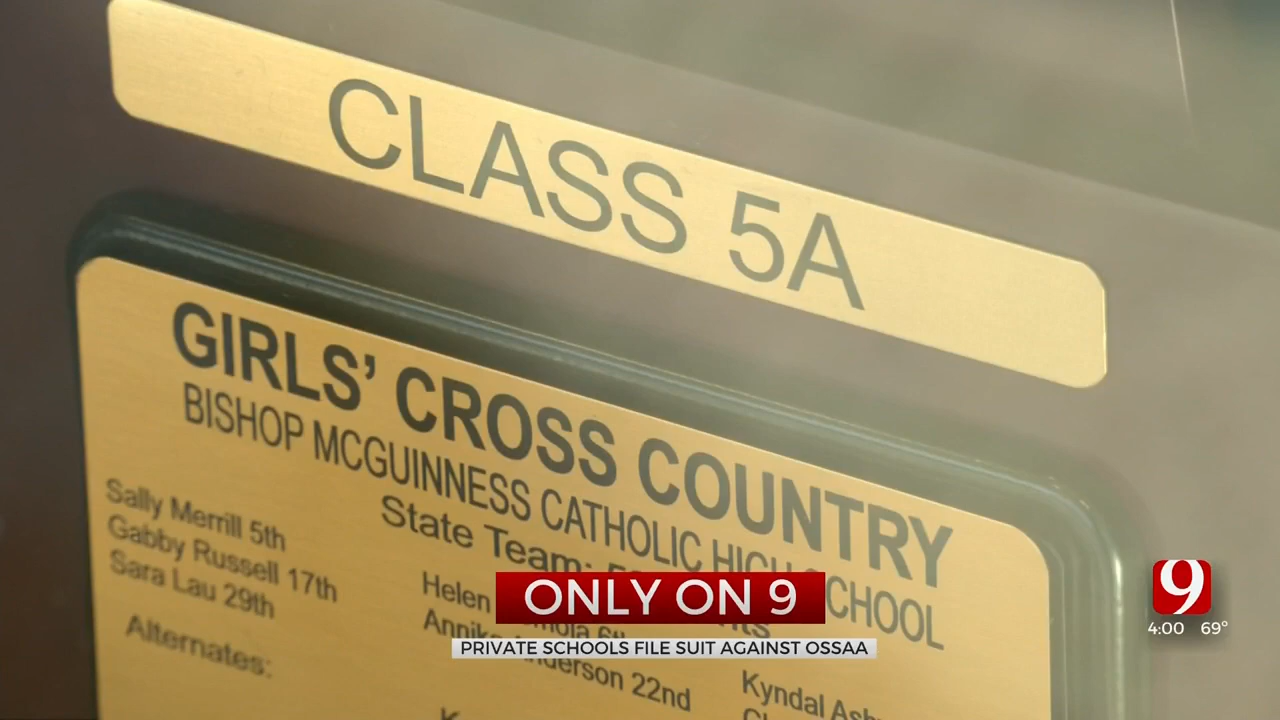 CLASS 5A
GIRLS' CROSS COUNTRY
BISHOP MCGUINNESS CATHOLIC HIGH SCHOOL
State Team:
Sally Merrill 5th
Gabby Russell 17th
Sara Lau 29th
Alternates:
Helen
Annika Anderson 22nd
Kyndal
ONLY ON 9
PRIVATE SCHOOLS FILE SUIT AGAINST OSSAA
9
4:00 69°